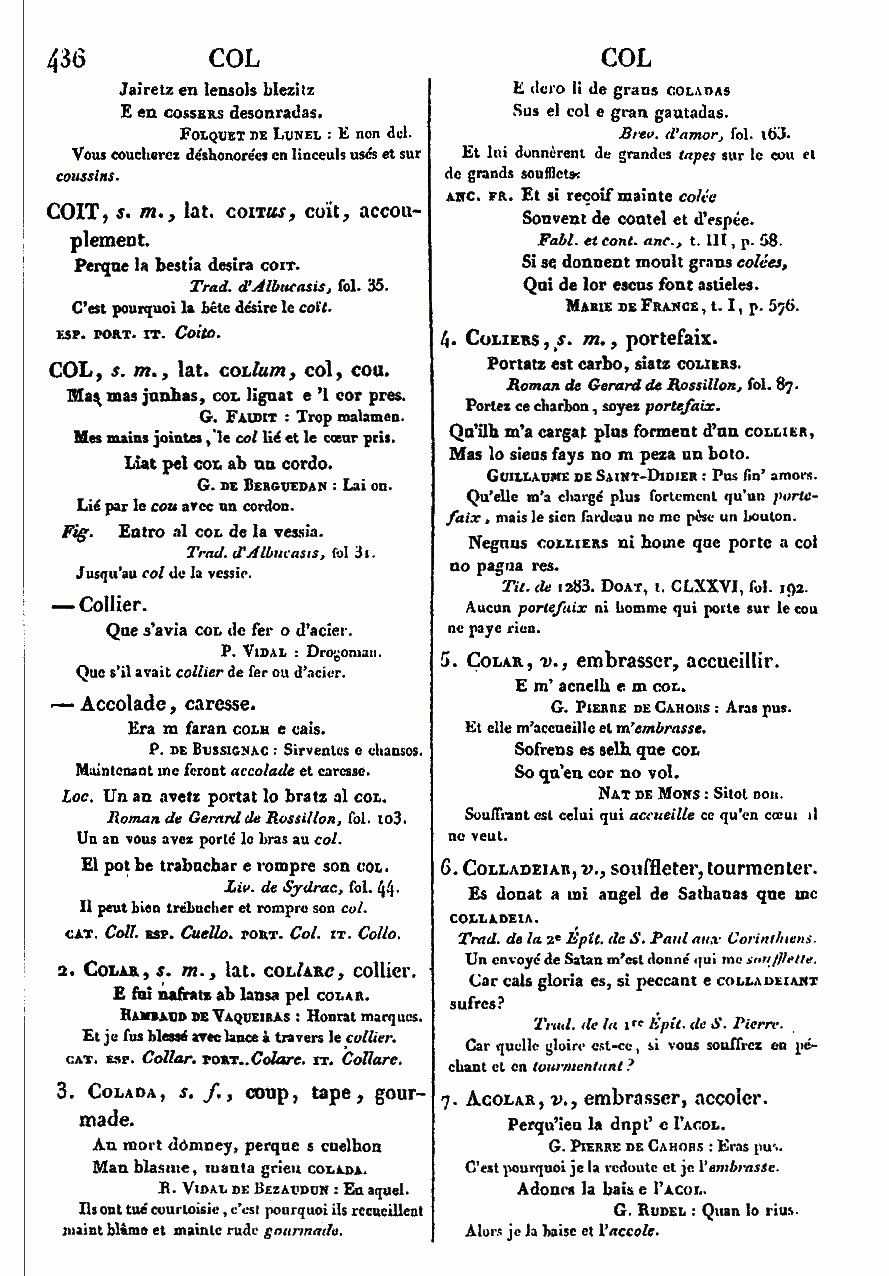 436 COL COL
Jairetz en lensols blezitz
E en cossers desonradas.
Folquet de Lunel : E non del.
Vous coucherez déshonorées en linceuls usés et sur
coussins.
COIT, s. m., lat. coitus, coït, accou-
plement.
Perque la bestia desira coit.
Trad. d'Albucasis, fol. 35.
C'est pourquoi la bête désire le coït.
esp. port. it. Coito.
COL, s. m., lat. collum, col, cou.
Mas mas junhas, col lignat e 'l cor pres.
G. Faidit : Trop malamen.
Mes mains jointes, le col lié et le cœur pris.
Liat pel col ab un cordo.
G. de Berguedan : Lai on.
Lié par le cou avec un cordon.
Fig. Entro al col de la vessia.
Trad. d'Albucasis, fol 31.
Jusqu'au col de la vessie.
— Collier.
Que s'avia col de fer o d'acier.
P. Vidal : Drogoman.
Que s'il avait collier de fer ou d'acier.
— Accolade, caresse.
Era m faran colh e cais.
P. de Bussignac : Sirventes e chansos.
Maintenant me feront accolade et caresse.
Loc. Un an avetz portat lo bratz al col.
Roman de Gerard de Rossillon, fol. 103.
Un an vous avez porté le bras au col.
El pot be trabuchar e rompre son col.
Liv. de Sydrac, fol. 44.
Il peut bien trébucher et rompre son col.
cat. Coll. esp. Cuello. port. Col. it. Collo.
2. Colar, s. m., lat. collare, collier.
E fui nafratz ab lansa pel colar.
Rambaud de Vaqueiras : Honrat marques.
Et je fus blessé avec lance à travers le collier.
cat. esp. Collar. port. Colare. it. Collare.
3. Colada, s. f., coup, tape, gour-
made.
An mort dómney, perque s cuelhon
Man blasme, manta grieu colada.
R. Vidal de Bezaudun : En aquel.
Ils ont tué courtoisie, c'est pourquoi ils recueillent
maint blâme et mainte rude gourmade.
E dero li de grans coladas
Sus el col e gran gautadas.
Brev. d'amor, fol. 163.
Et lui donnèrent de grandes tapes sur le cou et
de grands soufflets.
anc. fr. Et si reçoif mainte colée
Souvent de coutel et d'espée.
Fabl. et cont. anc., t. III, p. 58.
Si se donnent moult grans colées,
Qui de lor escus font astieles.
Marie de France, t. I, p. 576.
4. Coliers, s. m., portefaix.
Portatz est carbo, siatz coliers.
Roman de Gerard de Rossillon, fol. 87.
Portez ce charbon, soyez portefaix.
Qu'ilh m'a cargat plus forment d'un collier,
Mas lo sieus fays no m peza un boto.
Guillaume de Saint-Didier : Pus fin' amors.
Qu'elle m'a chargé plus fortement qu'un porte-
faix, mais le sien fardeau ne me pèse un bouton.
Neguus colliers ni home que porte a col
no pagua res.
Tit. de 1283. Doat, t. CLXXVI, fol. 192.
Aucun portefaix ni homme qui porte sur le cou
ne paye rien.
5. Colar, v., embrasser, accueillir.
E m' acuelh e m col.
G. Pierre de Cahors : Aras pus.
Et elle m'accueille et m'embrasse.
Sofrens es selh que col
So qu'en cor no vol.
Nat de Mons : Sitot non.
Souffrant est celui qui accueille ce qu'en cœur il
ne veut.
6. Colladeiar, v., souffleter, tourmenter.
Es donat a mi angel de Sathanas que me
colladeia.
Trad. de la 2e Épît. de S. Paul aux Corinthiens.
Un envoyé de Satan m'est donné qui me soufflette.
Car cals gloria es, si peccant e colladeiant
sufres?
Trad. de la 1re Épît. de S. Pierre.
Car quelle gloire est-ce, si vous souffrez en pé-
chant et en tourmentant?
7. Acolar, v., embrasser, accoler.
Perqu'ieu la dopt' e l'acol.
G. Pierre de Cahors : Eras pus.
C'est pourquoi je la redoute et je l'embrasse.
Adoncs la bais e l'acol.
G. Rudel : Quan lo rius.
Alors je la baise et l'accole.